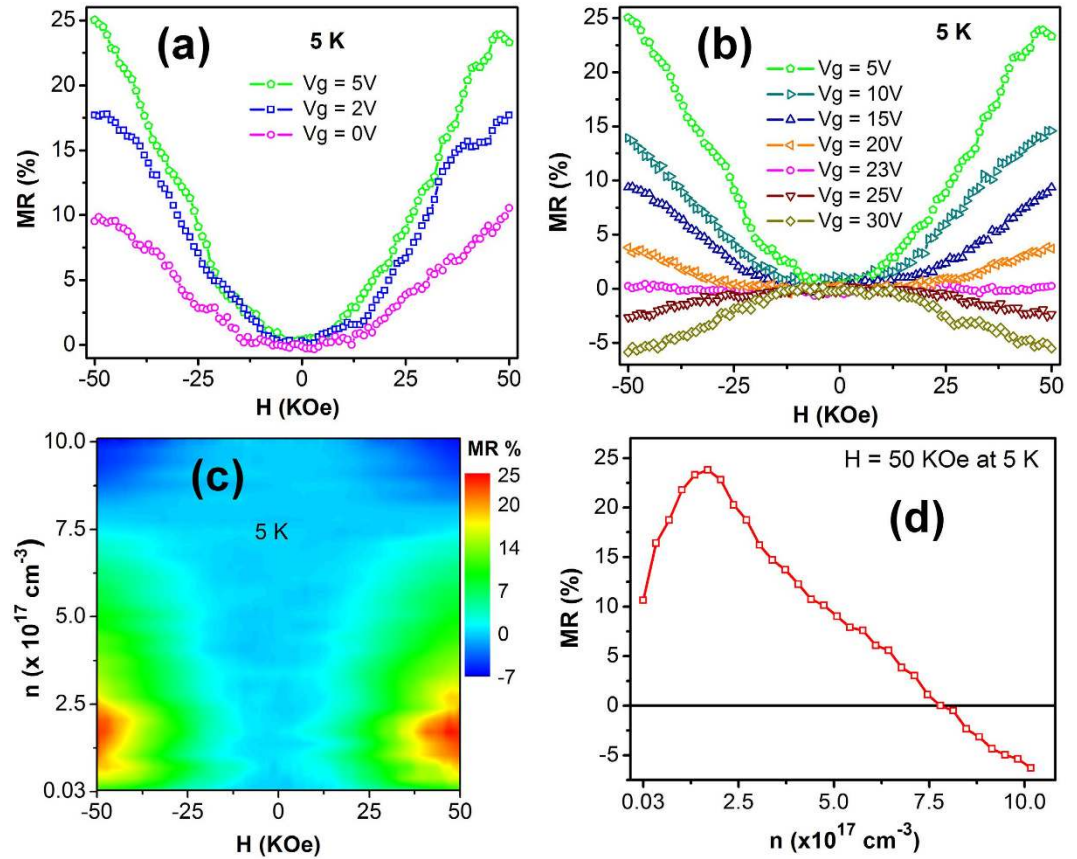 (a)
5 K
Vg = 5V
Vg = 2V
Vg = 0V
25
20
15
10
5
0
MR (%)
-50
-25
0
25
50
H (KOe)
(b)
5 K
Vg = 5V
Vg = 10V
Vg = 15V
Vg = 20V
Vg = 23V
Vg = 25V
Vg = 30V
25
20
15
10
5
0
-5
MR (%)
-50
-25
0
25
50
H (KOe)
(c)
5 K
10.0
7.5
5.0
2.5
0.03
n (x 10¹⁷ cm⁻³)
-50
-25
0
25
50
H (KOe)
MR %
25
20
14
7
0
-7
H = 50 KOe at 5 K
(d)
25
20
15
10
5
0
-5
MR (%)
0.03
2.5
5.0
7.5
10.0
n (x10¹⁷ cm⁻³)